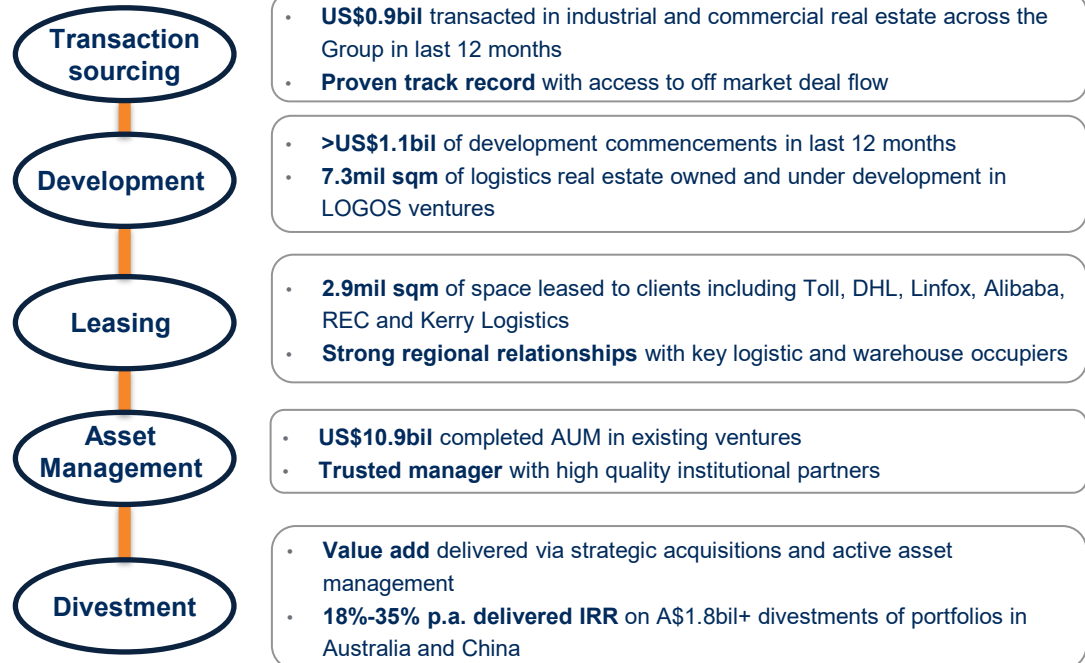 Transaction
sourcing
• US$0.9bil transacted in industrial and commercial real estate across the
Group in last 12 months
• Proven track record with access to off market deal flow
Development
• >US$1.1bil of development commencements in last 12 months
• 7.3mil sqm of logistics real estate owned and under development in
LOGOS ventures
Leasing
• 2.9mil sqm of space leased to clients including Toll, DHL, Linfox, Alibaba,
REC and Kerry Logistics
• Strong regional relationships with key logistic and warehouse occupiers
Asset
Management
• US$10.9bil completed AUM in existing ventures
• Trusted manager with high quality institutional partners
Divestment
• Value add delivered via strategic acquisitions and active asset
management
• 18%-35% p.a. delivered IRR on A$1.8bil+ divestments of portfolios in
Australia and China